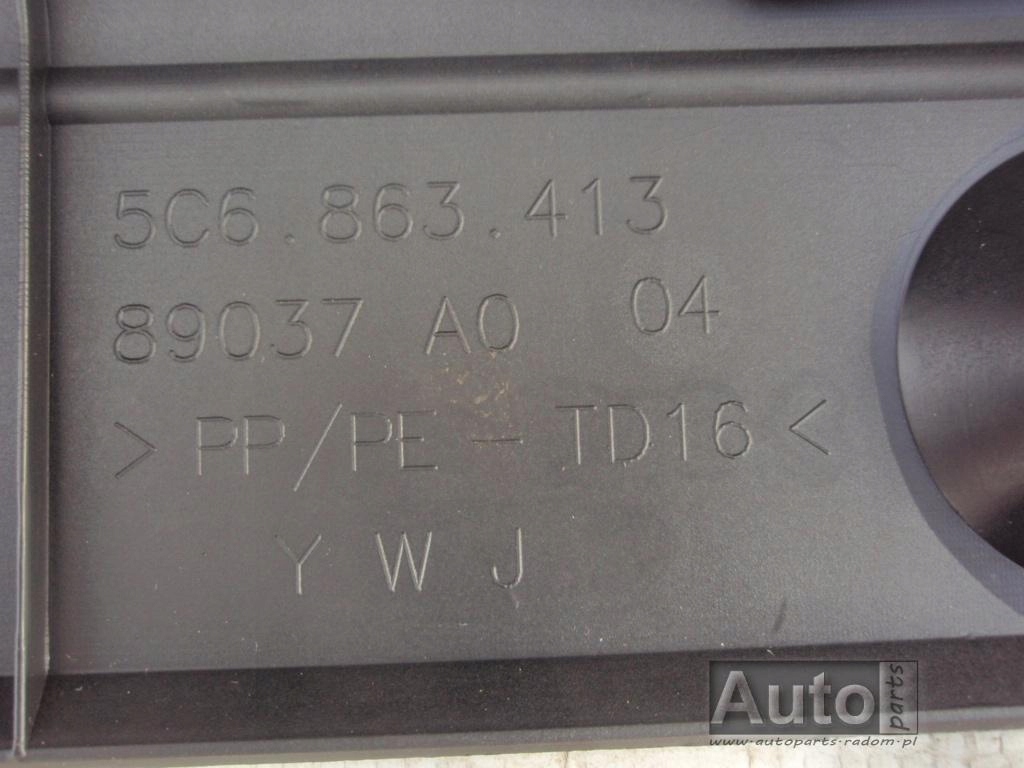 5C6.863.413
89037 A0 04
> PP/PE - TD16 <
Y W J
Auto parts
www-autoparts-radom-pl